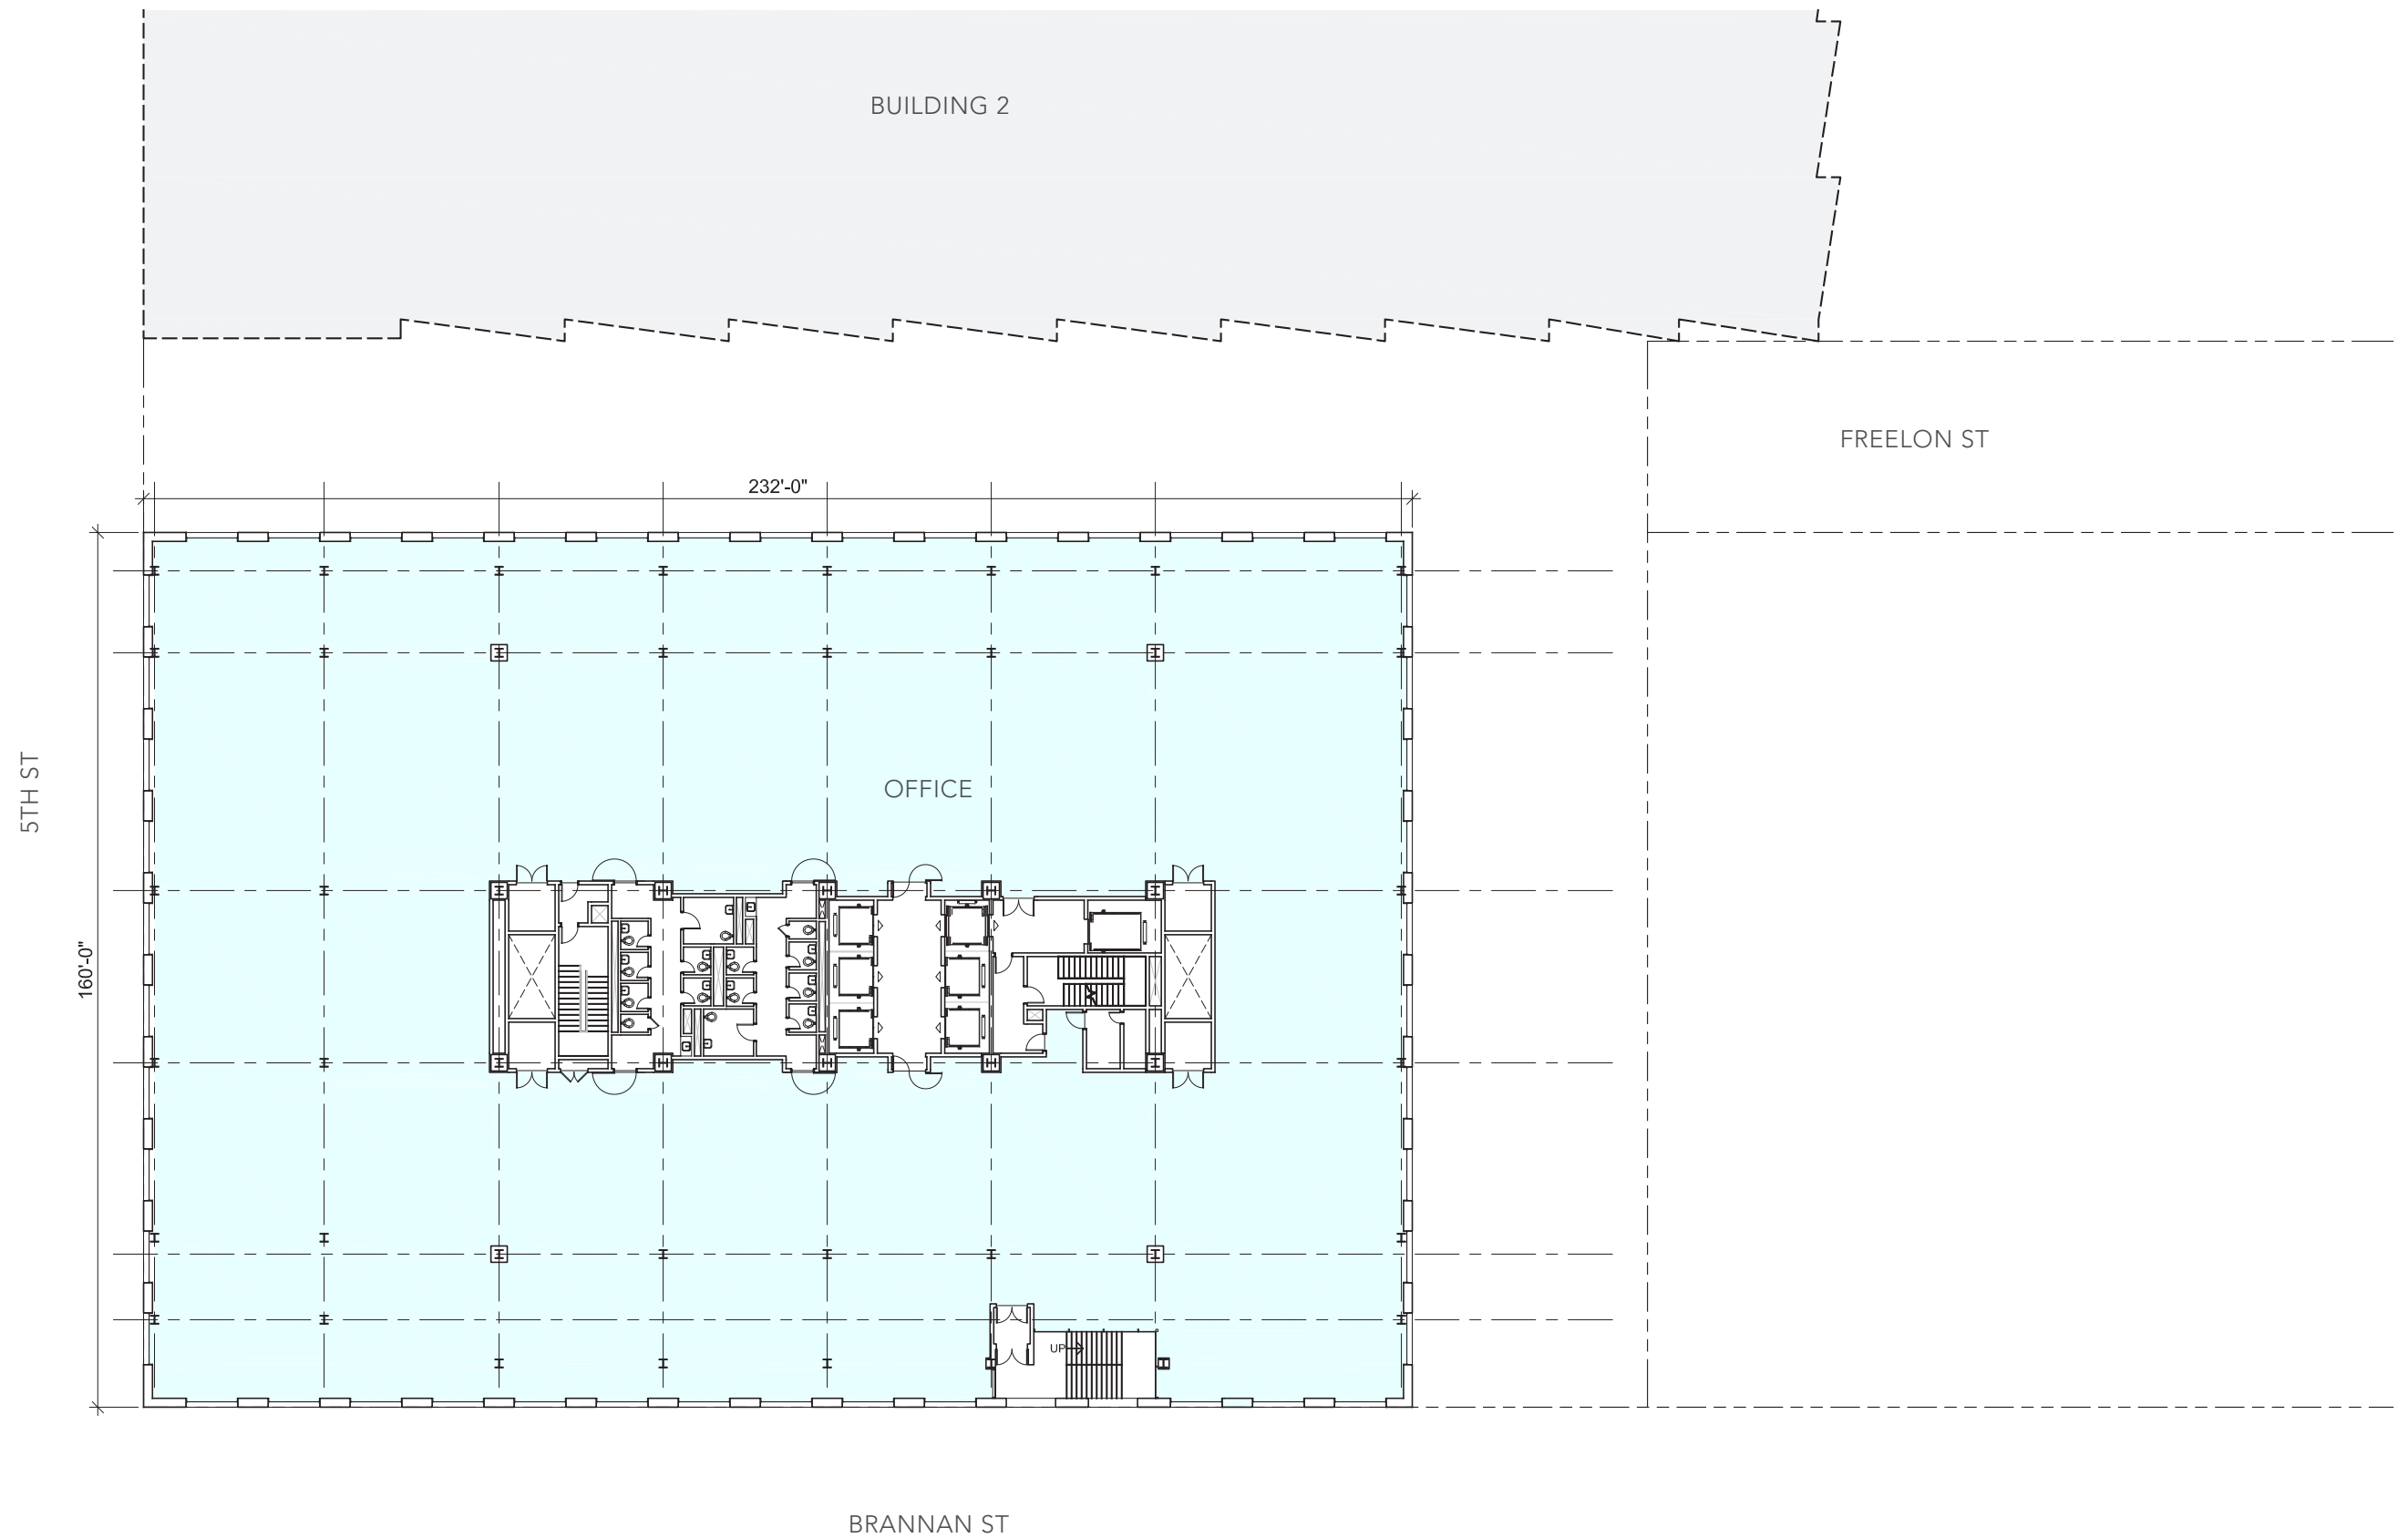 BUILDING 2
FREELON ST
232'-0"
5TH ST
OFFICE
160'-0"
UP
BRANNAN ST